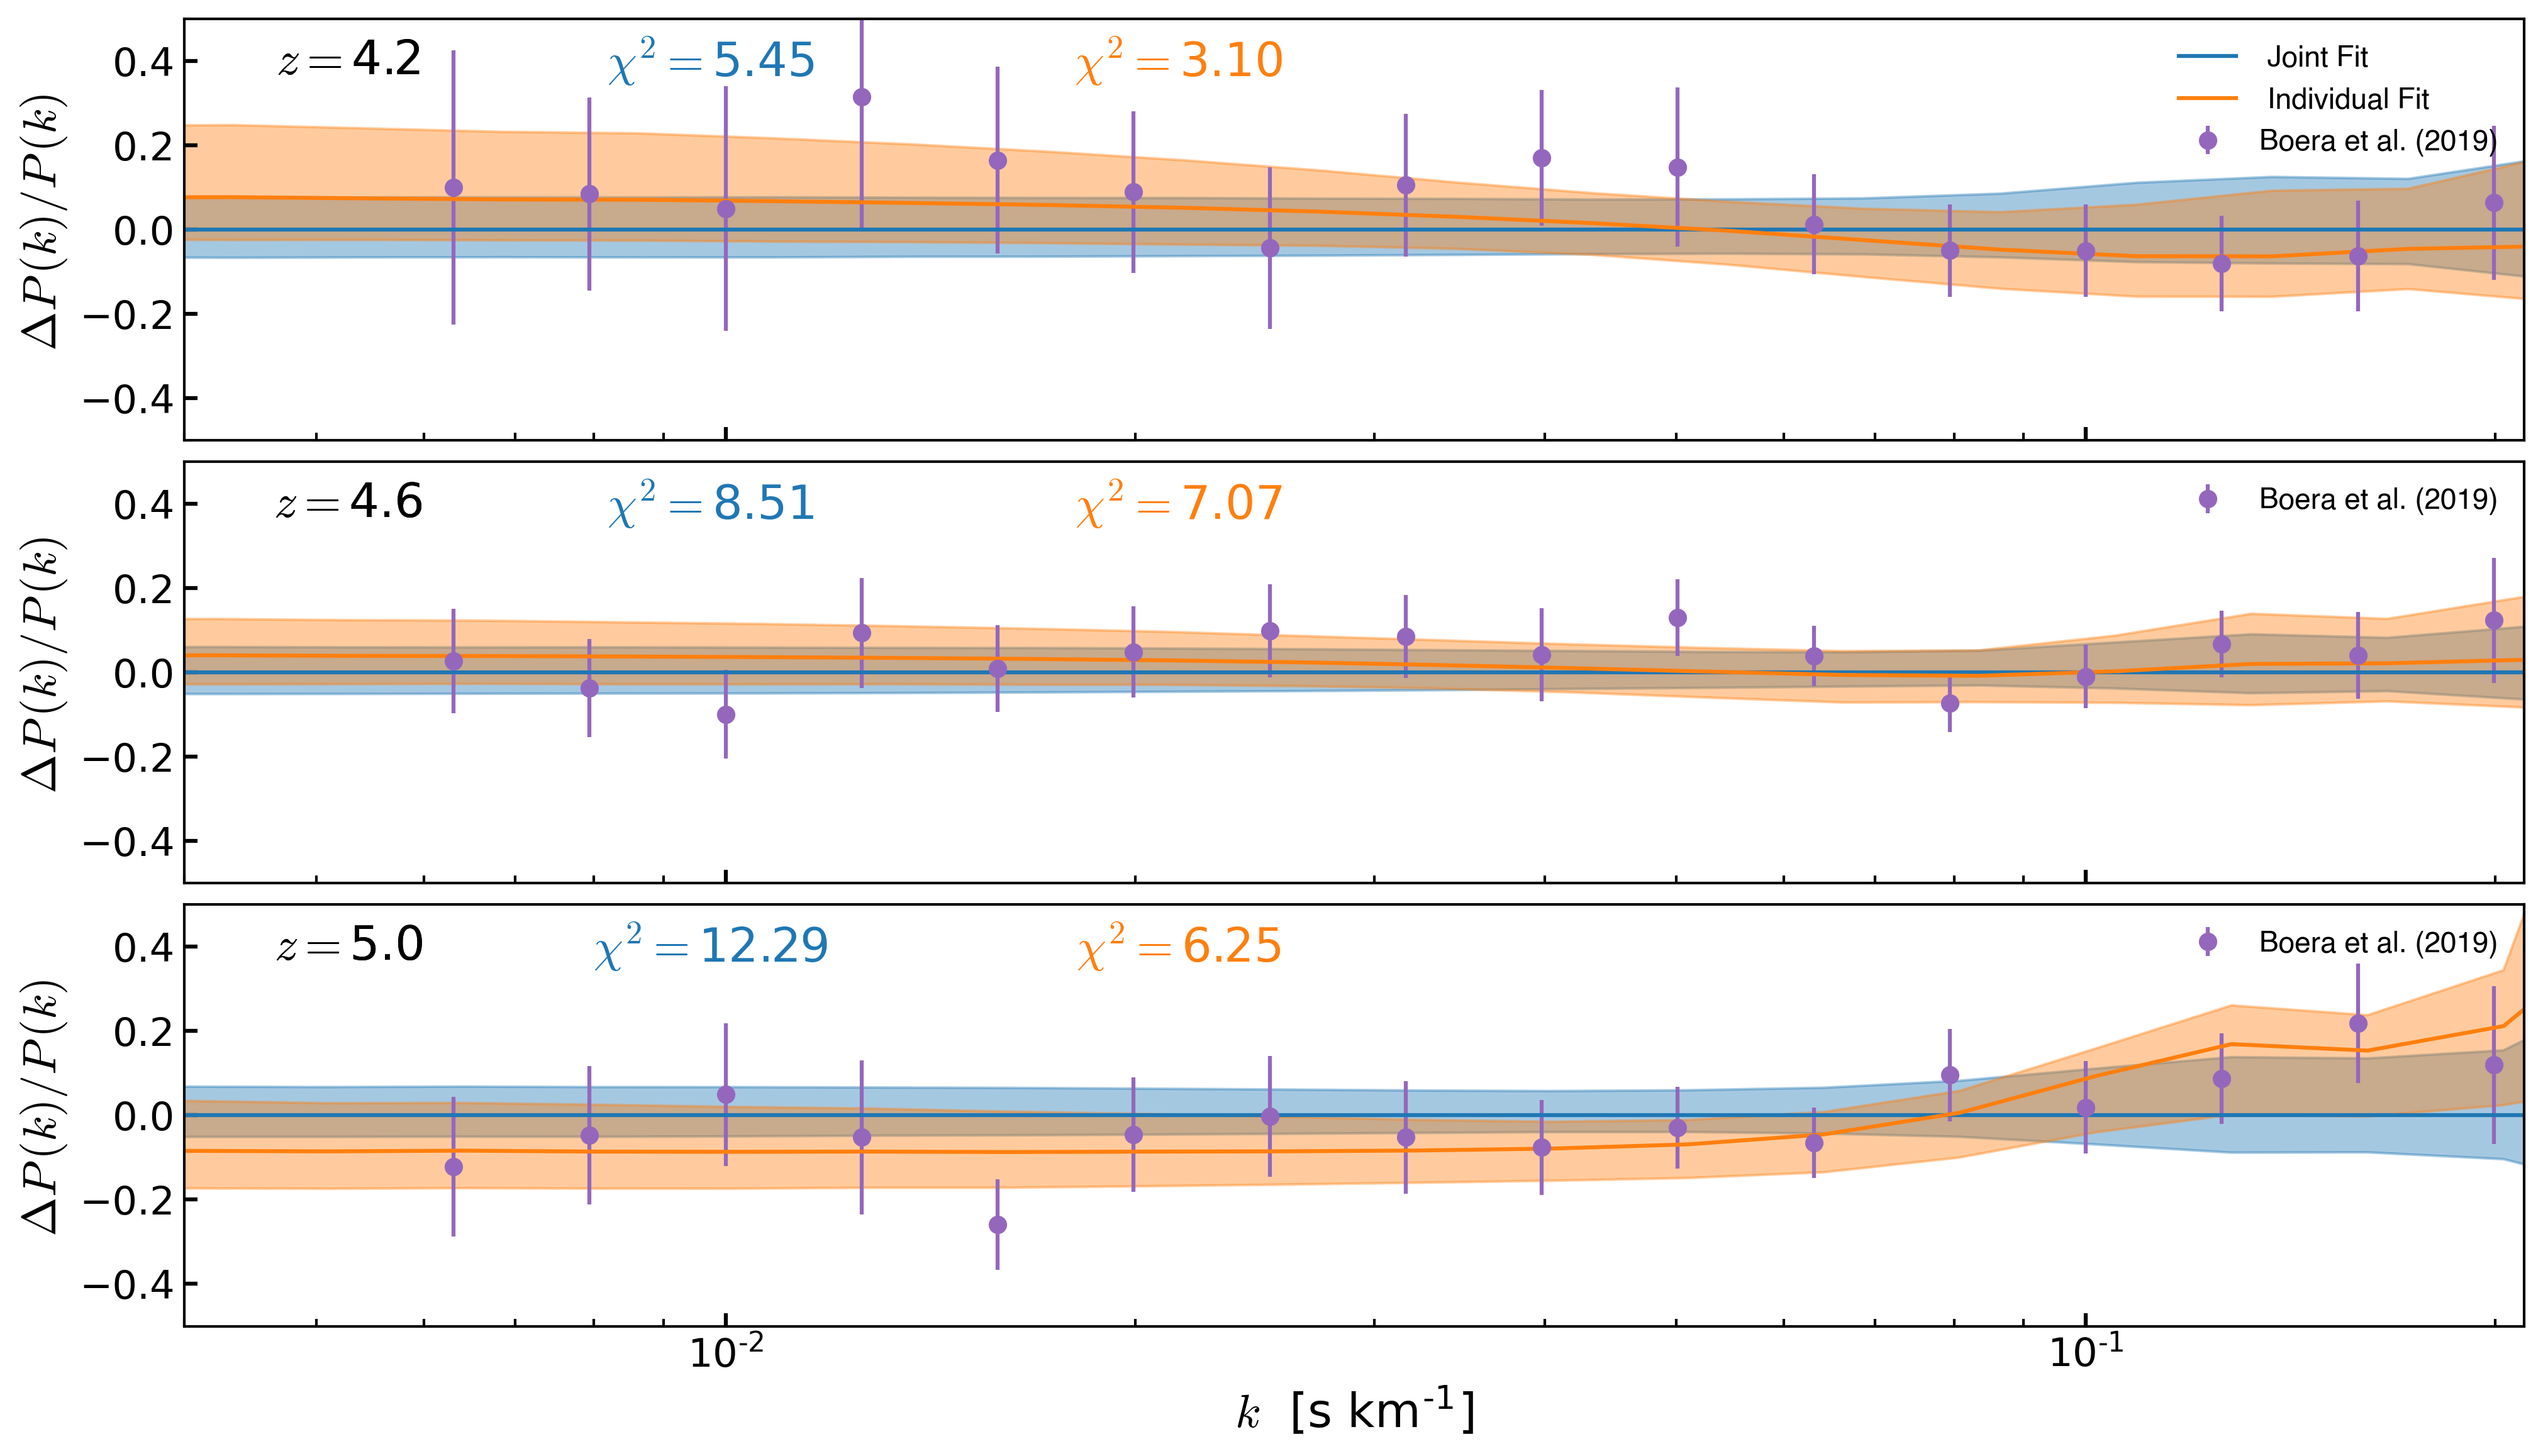 z = 4.2
χ² = 5.45
χ² = 3.10
Joint Fit
Individual Fit
Boera et al. (2019)
0.4
0.2
0.0
−0.2
−0.4
ΔP(k)/P(k)
z = 4.6
χ² = 8.51
χ² = 7.07
Boera et al. (2019)
0.4
0.2
0.0
−0.2
−0.4
ΔP(k)/P(k)
z = 5.0
χ² = 12.29
χ² = 6.25
Boera et al. (2019)
0.4
0.2
0.0
−0.2
−0.4
ΔP(k)/P(k)
10⁻²
10⁻¹
k [s km⁻¹]